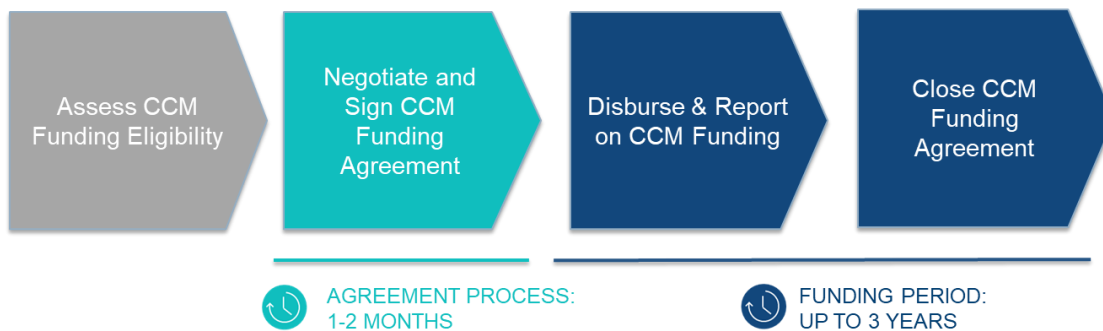 Assess CCM
Funding Eligibility
Negotiate and
Sign CCM
Funding
Agreement
Disburse & Report
on CCM Funding
Close CCM
Funding
Agreement
AGREEMENT PROCESS:
1-2 MONTHS
FUNDING PERIOD:
UP TO 3 YEARS